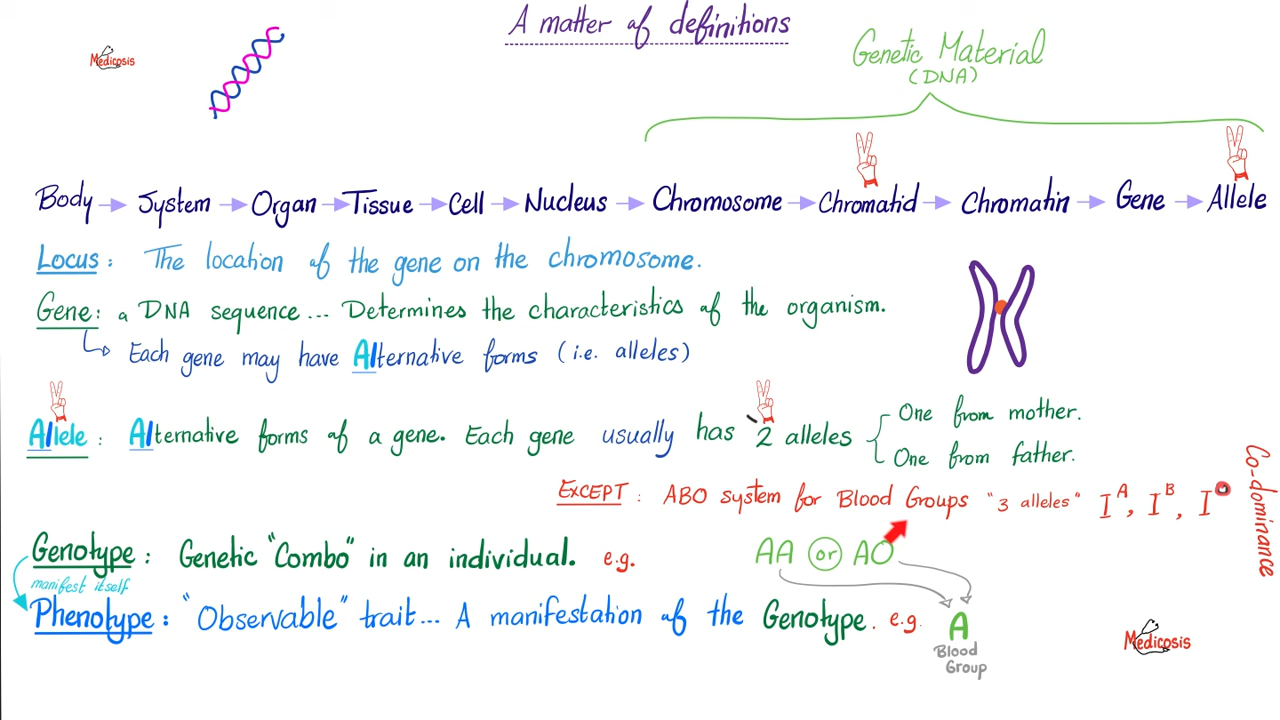 A matter of definitions
Medicosis
Genetic Material
(DNA)
Body → System → Organ → Tissue → Cell → Nucleus → Chromosome → Chromatid → Chromatin → Gene → Allele
Locus : The location of the gene on the chromosome.
Gene: a DNA sequence... Determines the characteristics of the organism.
Each gene may have Alternative forms (i.e. alleles)
Allele : Alternative forms of a gene. Each gene usually has 2 alleles
One from mother.
One from father.
EXCEPT : ABO system for Blood Groups "3 alleles" I^A, I^B, I^O
Co-dominance
Genotype : Genetic "Combo" in an individual. e.g. AA or AO
manifest itself
Phenotype : "Observable" trait... A manifestation of the Genotype. e.g. A
Blood
Group
Medicosis